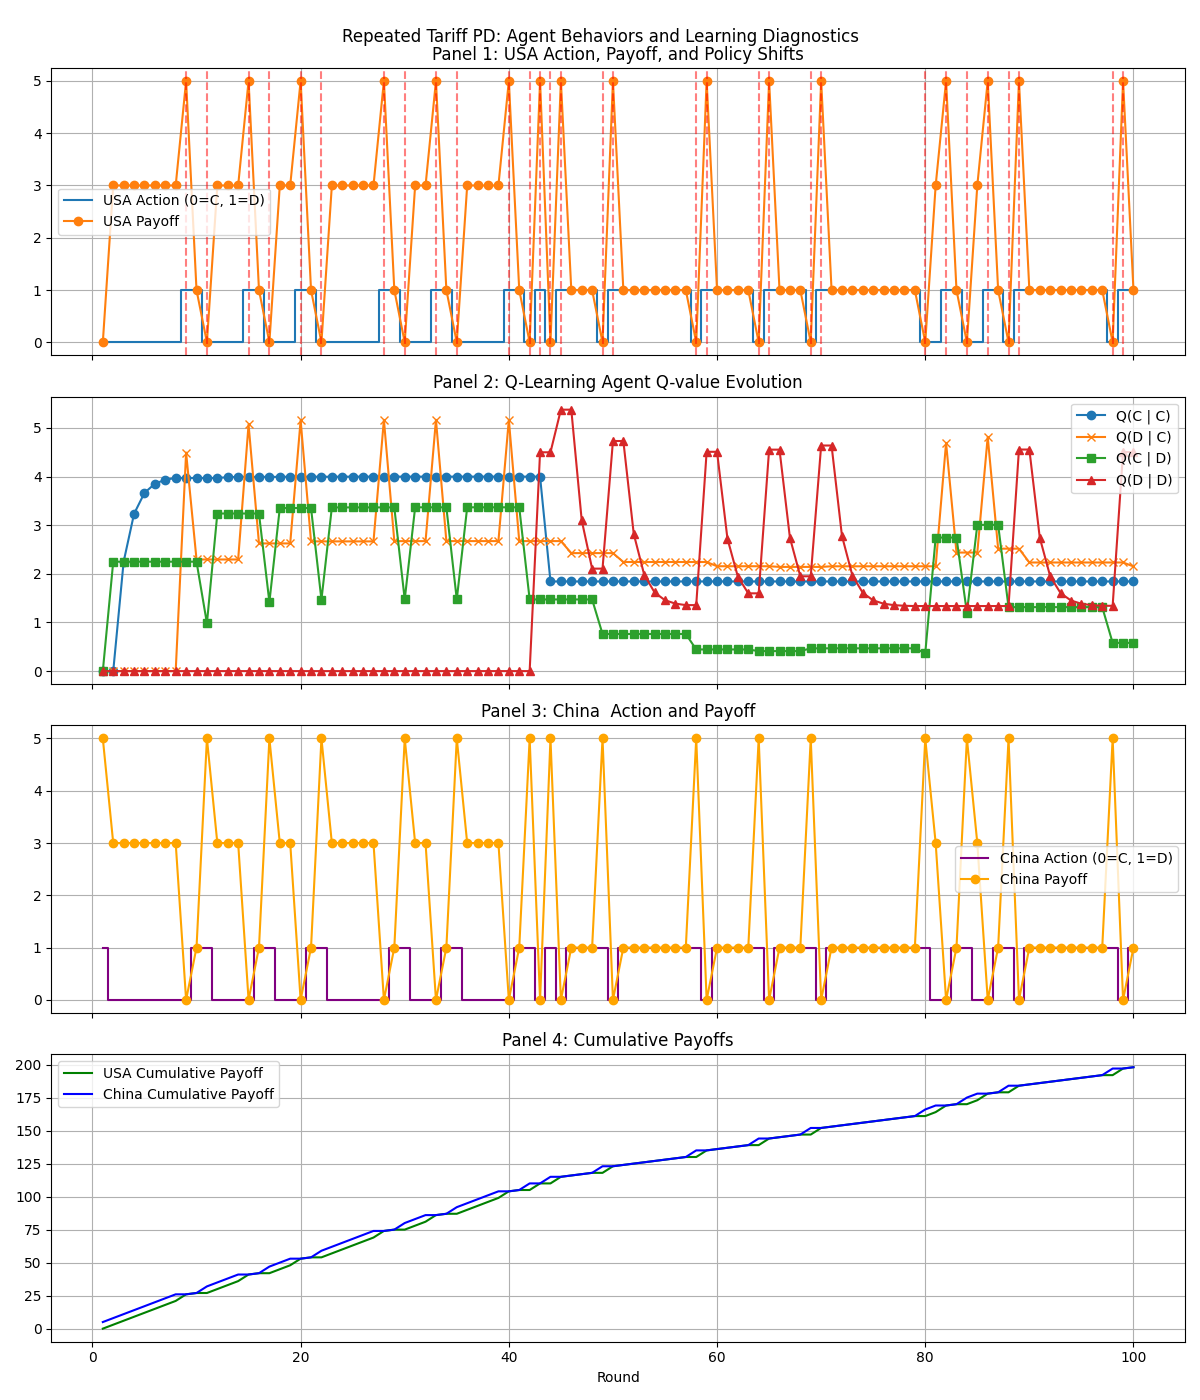 Repeated Tariff PD: Agent Behaviors and Learning Diagnostics
Panel 1: USA Action, Payoff, and Policy Shifts
5
4
3
2
1
0
USA Action (0=C, 1=D)
USA Payoff
Panel 2: Q-Learning Agent Q-value Evolution
5
4
3
2
1
0
Q(C | C)
Q(D | C)
Q(C | D)
Q(D | D)
Panel 3: China  Action and Payoff
5
4
3
2
1
0
China Action (0=C, 1=D)
China Payoff
Panel 4: Cumulative Payoffs
200
175
150
125
100
75
50
25
0
USA Cumulative Payoff
China Cumulative Payoff
0 20 40 60 80 100
Round